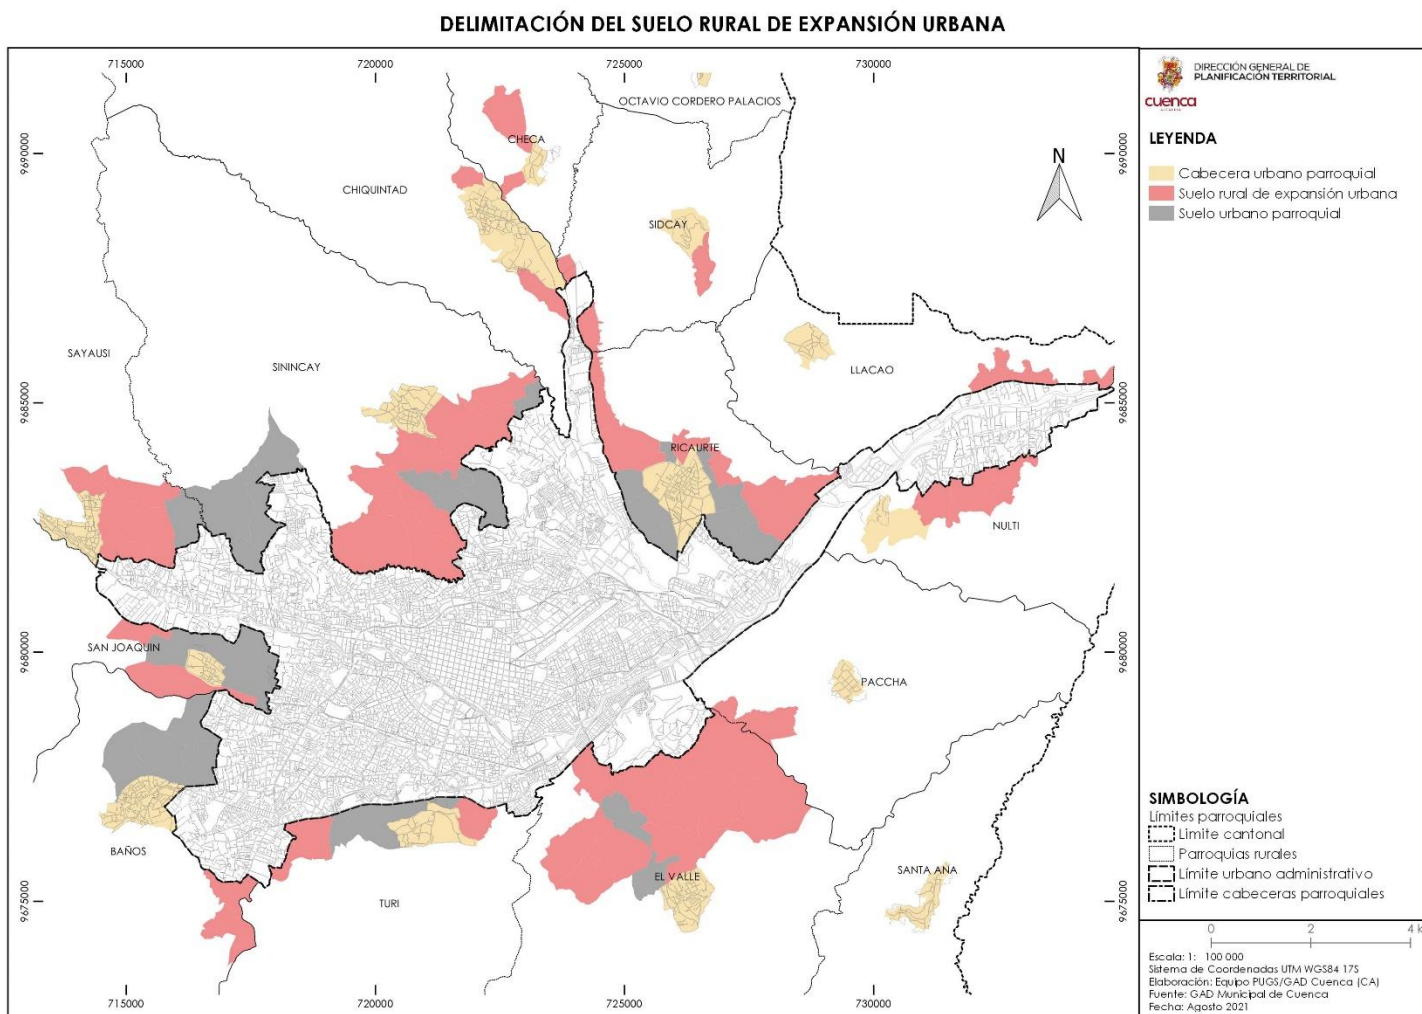 DELIMITACIÓN DEL SUELO RURAL DE EXPANSIÓN URBANA
715000
720000
725000
730000
DIRECCIÓN GENERAL DE
PLANIFICACIÓN TERRITORIAL
cuenca
LEYENDA
Cabecera urbano parroquial
Suelo rural de expansión urbana
Suelo urbano parroquial
OCTAVIO CORDERO PALACIOS
CHECA
9690000
9690000
N
CHIQUINTAD
SIDCAY
SAYAUSI
SININCAY
LLACAO
9685000
9685000
RICAURTE
NULTI
SAN JOAQUIN
9680000
9680000
PACCHA
BAÑOS
EL VALLE
SANTA ANA
TURI
9675000
9675000
SIMBOLOGÍA
Límites parroquiales
Límite cantonal
Parroquias rurales
Límite urbano administrativo
Límite cabeceras parroquiales
0 2 4 k
Escala: 1: 100 000
Sistema de Coordenadas UTM WGS84 17S
Elaboración: Equipo PUGS/GAD Cuenca (CA)
Fuente: GAD Municipal de Cuenca
Fecha: Agosto 2021
715000
720000
725000
730000